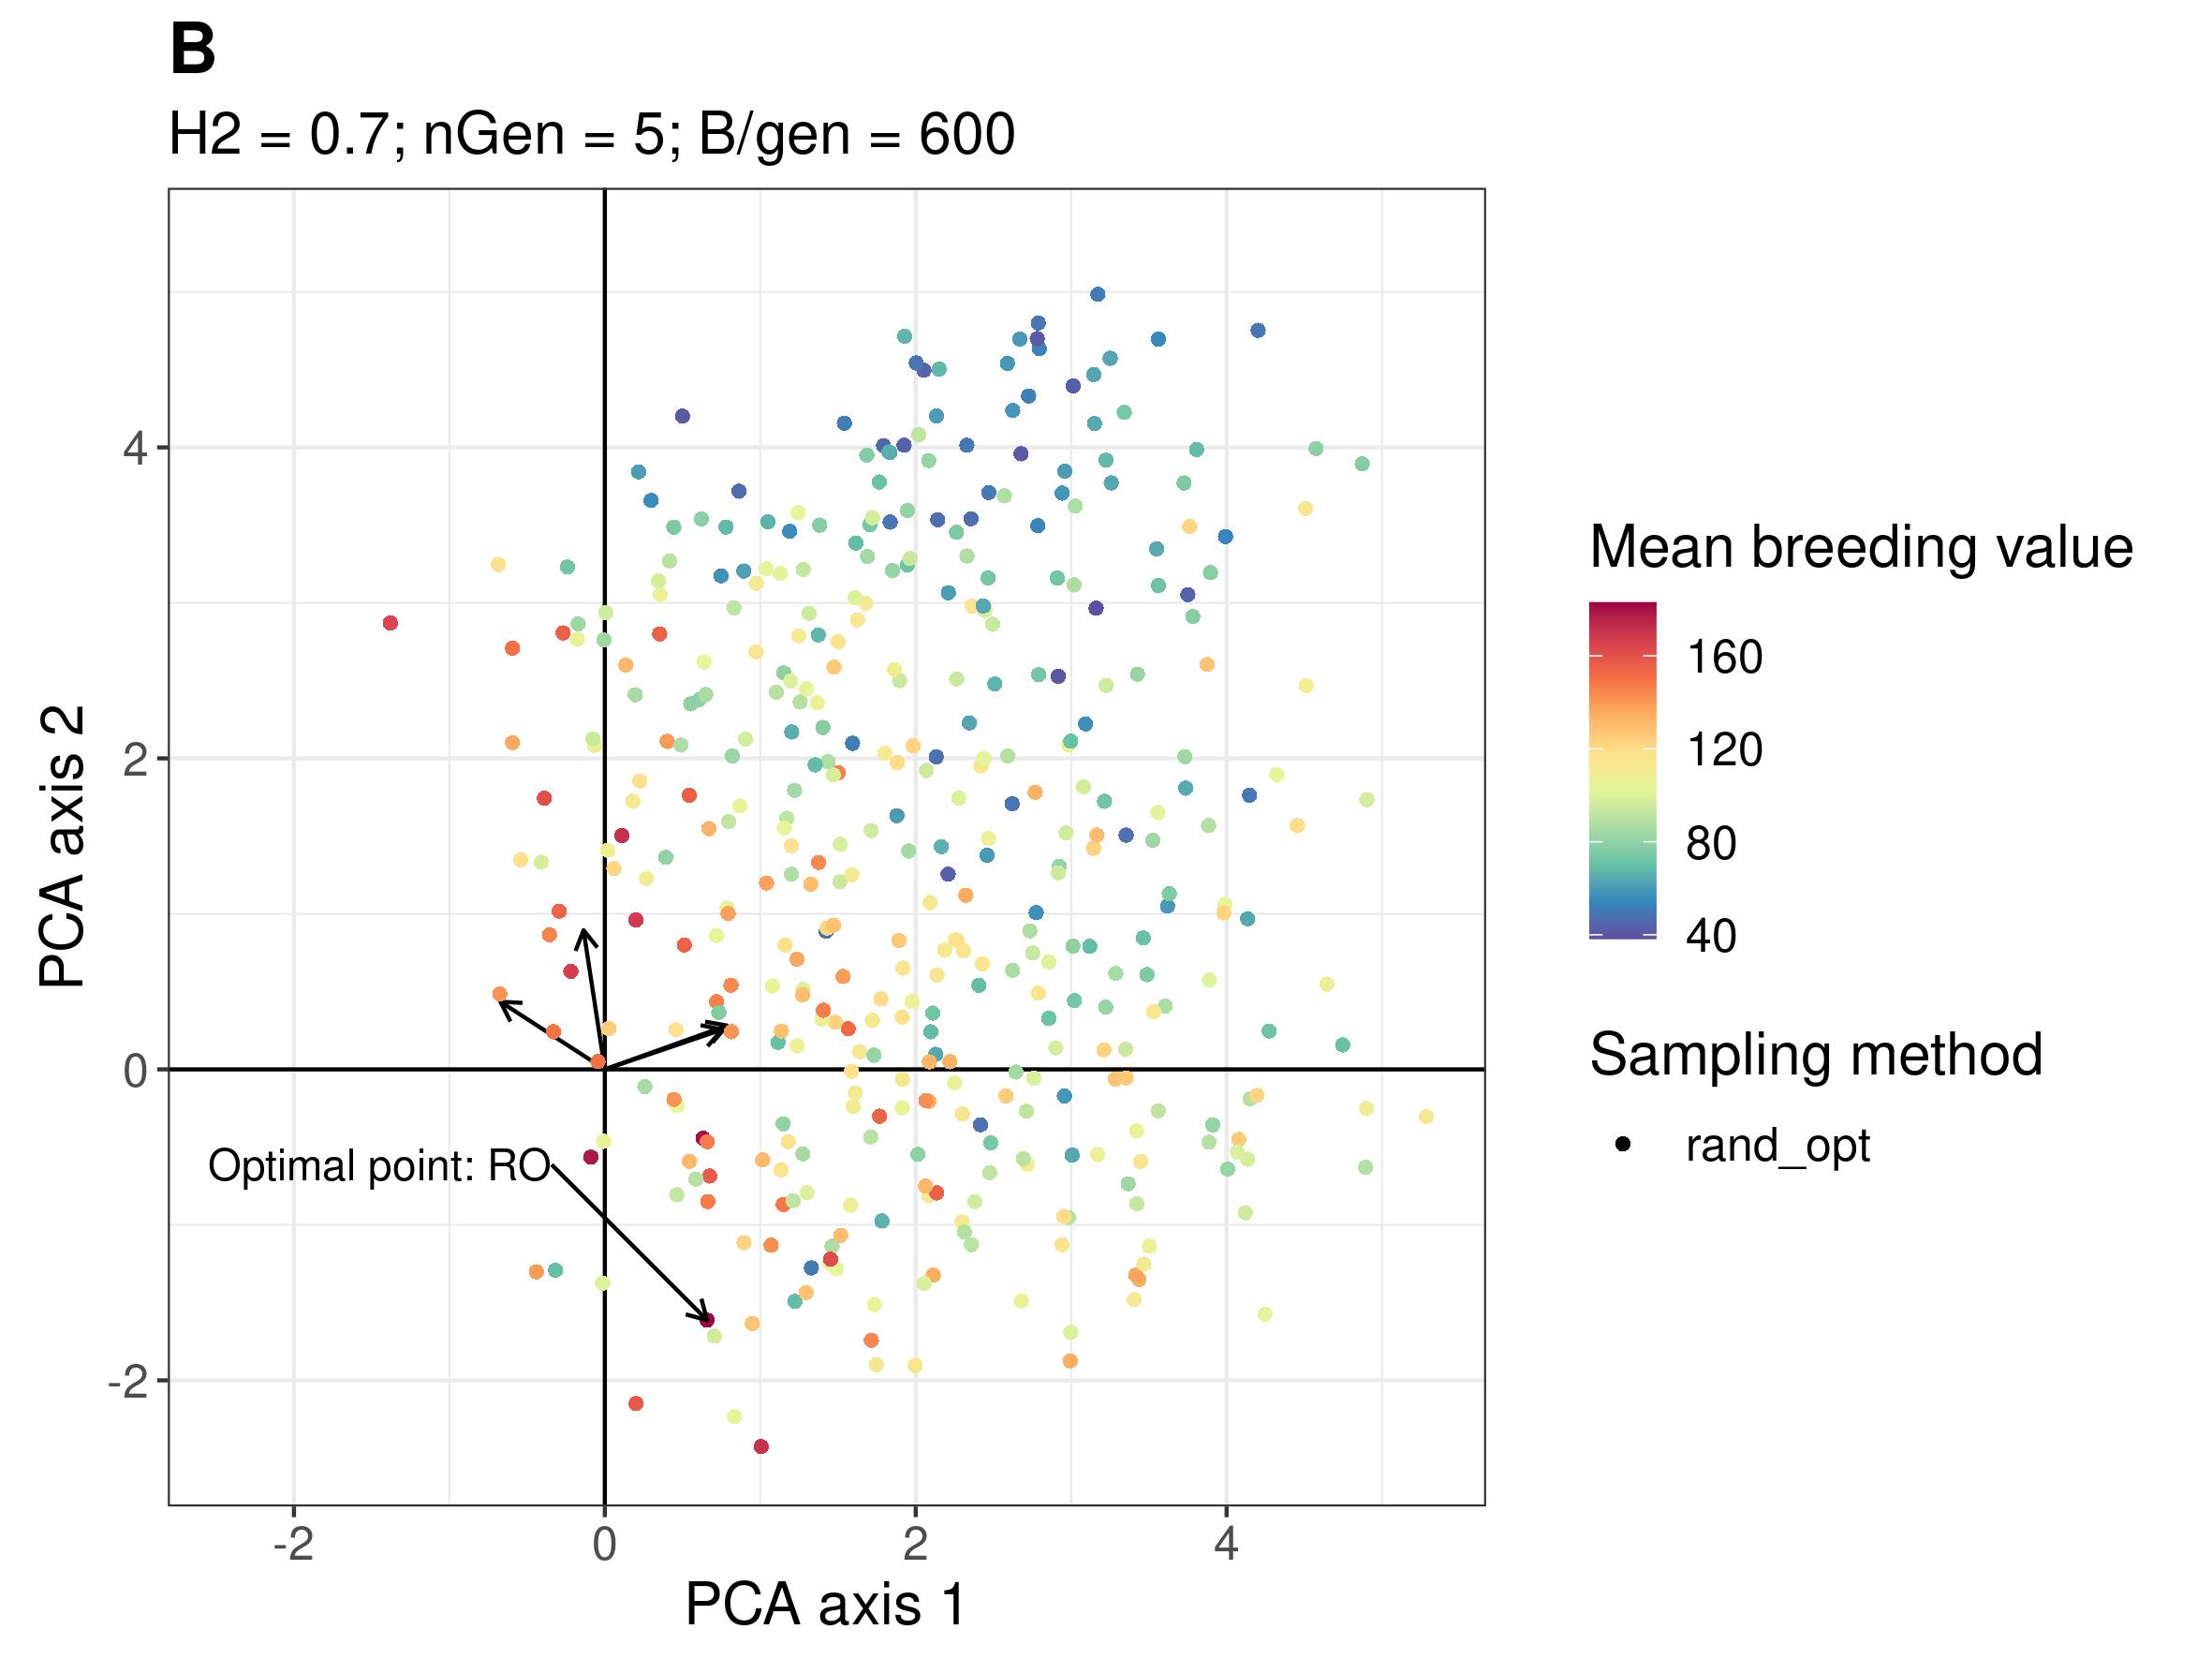 B
H2 = 0.7; nGen = 5; B/gen = 600
PCA axis 2
4
2
0
-2
Optimal point: RO
-2
0
2
4
PCA axis 1
Mean breeding value
160
120
80
40
Sampling method
rand_opt